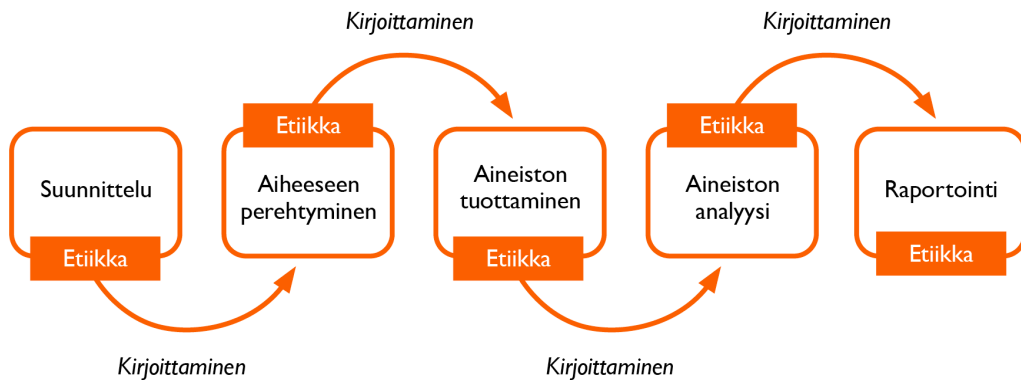 Kirjoittaminen
Kirjoittaminen
Etiikka
Etiikka
Suunnittelu
Aiheeseen
perehtyminen
Aineiston
tuottaminen
Aineiston
analyysi
Raportointi
Etiikka
Etiikka
Etiikka
Kirjoittaminen
Kirjoittaminen